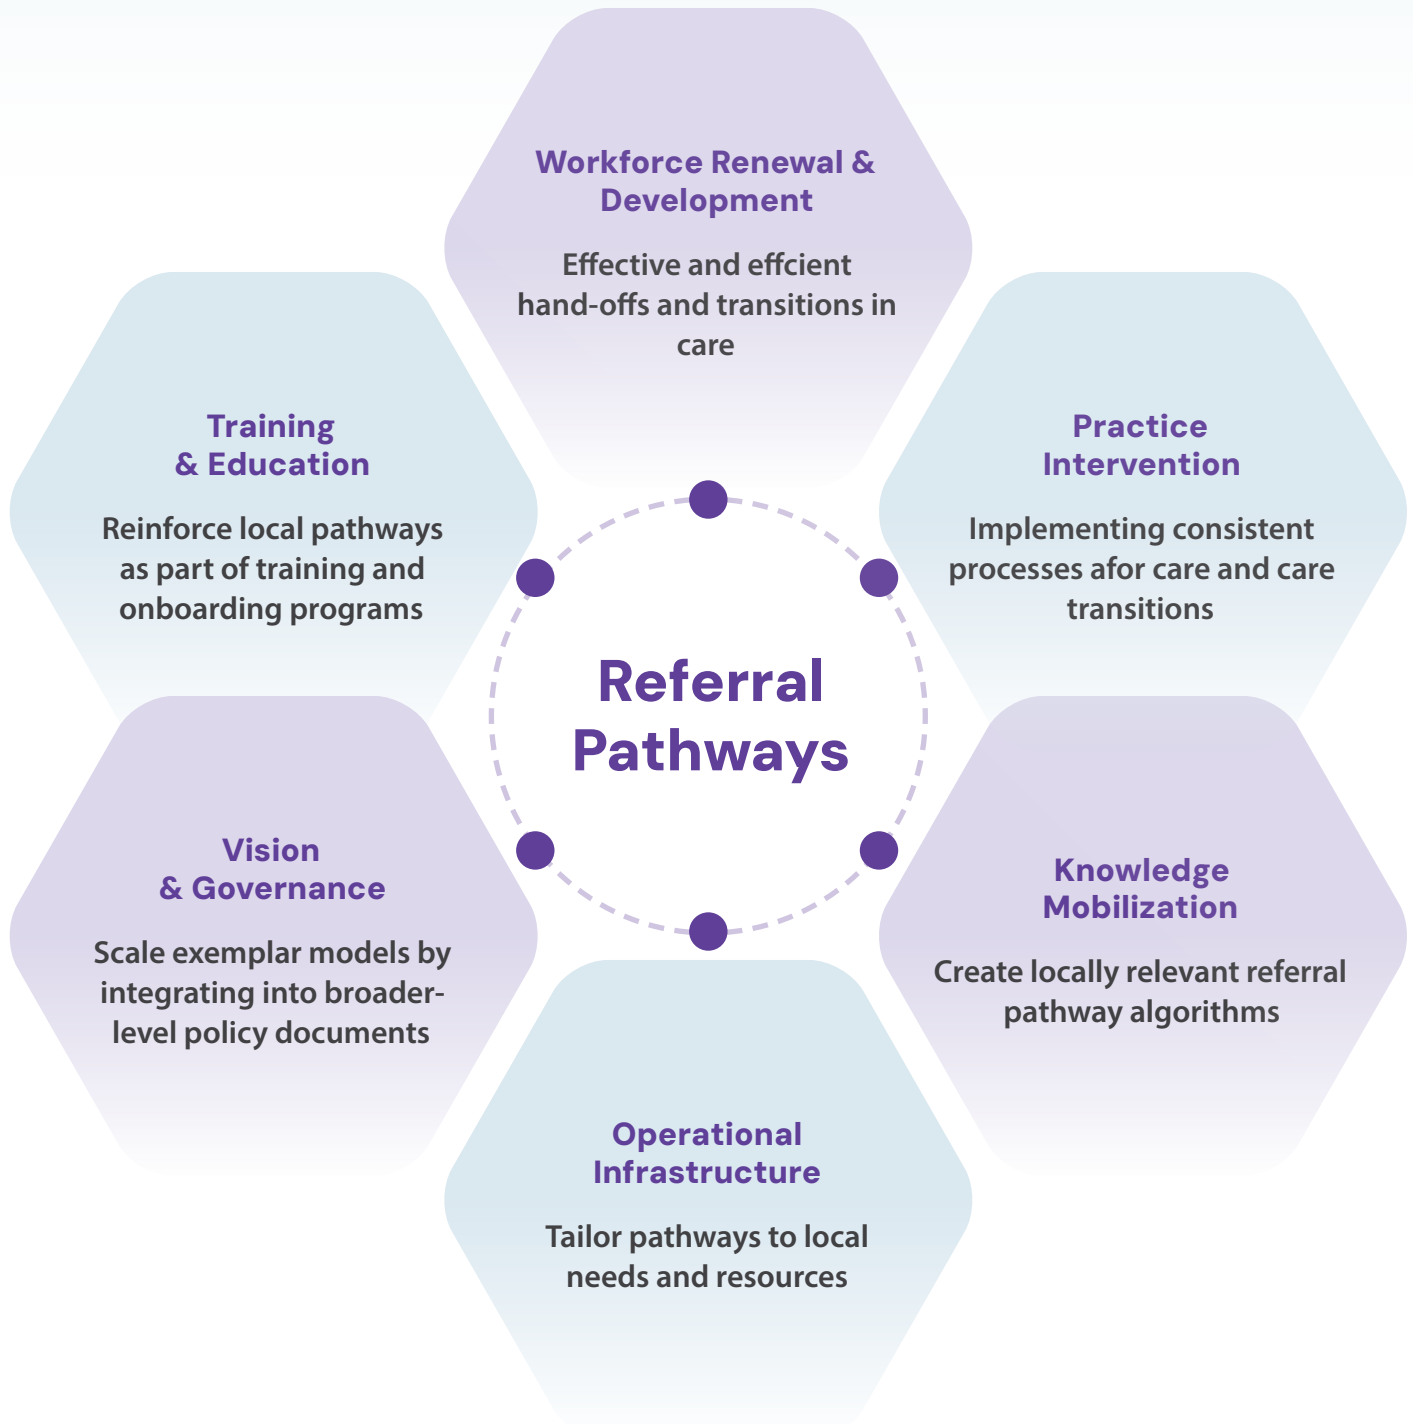 Workforce Renewal &
Development
Effective and effcient
hand-offs and transitions in
care
Training
& Education
Reinforce local pathways
as part of training and
onboarding programs
Practice
Intervention
Implementing consistent
processes afor care and care
transitions
Referral
Pathways
Vision
& Governance
Scale exemplar models by
integrating into broader-
level policy documents
Knowledge
Mobilization
Create locally relevant referral
pathway algorithms
Operational
Infrastructure
Tailor pathways to local
needs and resources